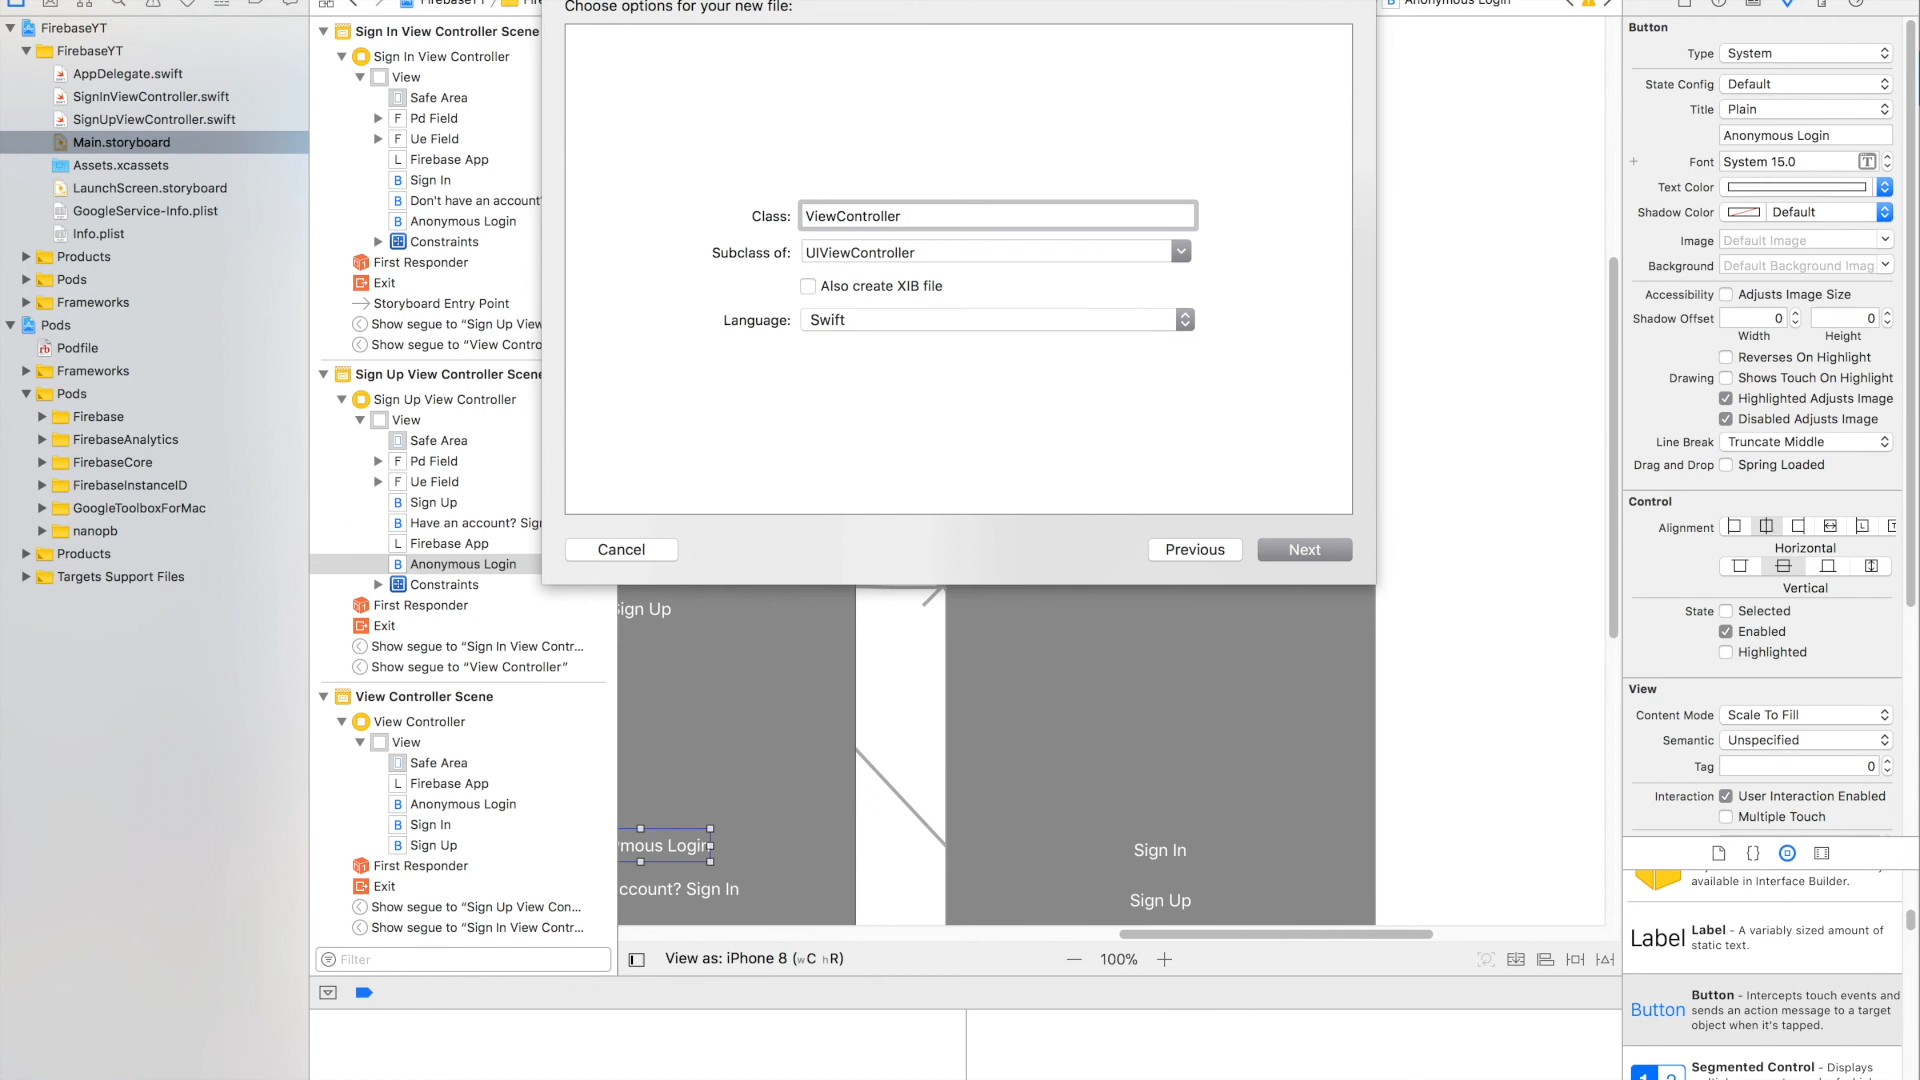 FirebaseYT
FirebaseYT
AppDelegate.swift
SignInViewController.swift
SignUpViewController.swift
Main.storyboard
Assets.xcassets
LaunchScreen.storyboard
GoogleService-Info.plist
Info.plist
Products
Pods
Frameworks
Pods
Podfile
Frameworks
Pods
Firebase
FirebaseAnalytics
FirebaseCore
FirebaseInstanceID
GoogleToolboxForMac
nanopb
Products
Targets Support Files
Sign In View Controller Scene
Sign In View Controller
View
Safe Area
F Pd Field
F Ue Field
L Firebase App
B Sign In
B Don't have an account?
B Anonymous Login
Constraints
First Responder
Exit
Storyboard Entry Point
Show segue to “Sign Up View
Show segue to “View Contro
Sign Up View Controller Scene
Sign Up View Controller
View
Safe Area
F Pd Field
F Ue Field
B Sign Up
B Have an account? Sig
L Firebase App
B Anonymous Login
Constraints
First Responder
Exit
Show segue to “Sign In View Contr...
Show segue to “View Controller”
View Controller Scene
View Controller
View
Safe Area
L Firebase App
B Anonymous Login
B Sign In
B Sign Up
First Responder
Exit
Show segue to “Sign Up View Con...
Show segue to “Sign In View Contr...
Filter
Choose options for your new file:
Class: ViewController
Subclass of: UIViewController
Also create XIB file
Language: Swift
Cancel
Previous
Next
Sign Up
mous Login
ccount? Sign In
Sign In
Sign Up
View as: iPhone 8 (wC hR)
100%
Anonymous Login
Button
Type System
State Config Default
Title Plain
Anonymous Login
Font System 15.0
Text Color
Shadow Color Default
Image Default Image
Background Default Background Imag
Accessibility Adjusts Image Size
Shadow Offset 0 0
Width Height
Reverses On Highlight
Drawing Shows Touch On Highlight
Highlighted Adjusts Image
Disabled Adjusts Image
Line Break Truncate Middle
Drag and Drop Spring Loaded
Control
Alignment
Horizontal
Vertical
State Selected
Enabled
Highlighted
View
Content Mode Scale To Fill
Semantic Unspecified
Tag 0
Interaction User Interaction Enabled
Multiple Touch
available in Interface Builder.
Label Label - A variably sized amount of
static text.
Button Button - Intercepts touch events and
sends an action message to a target
object when it's tapped.
Segmented Control - Displays